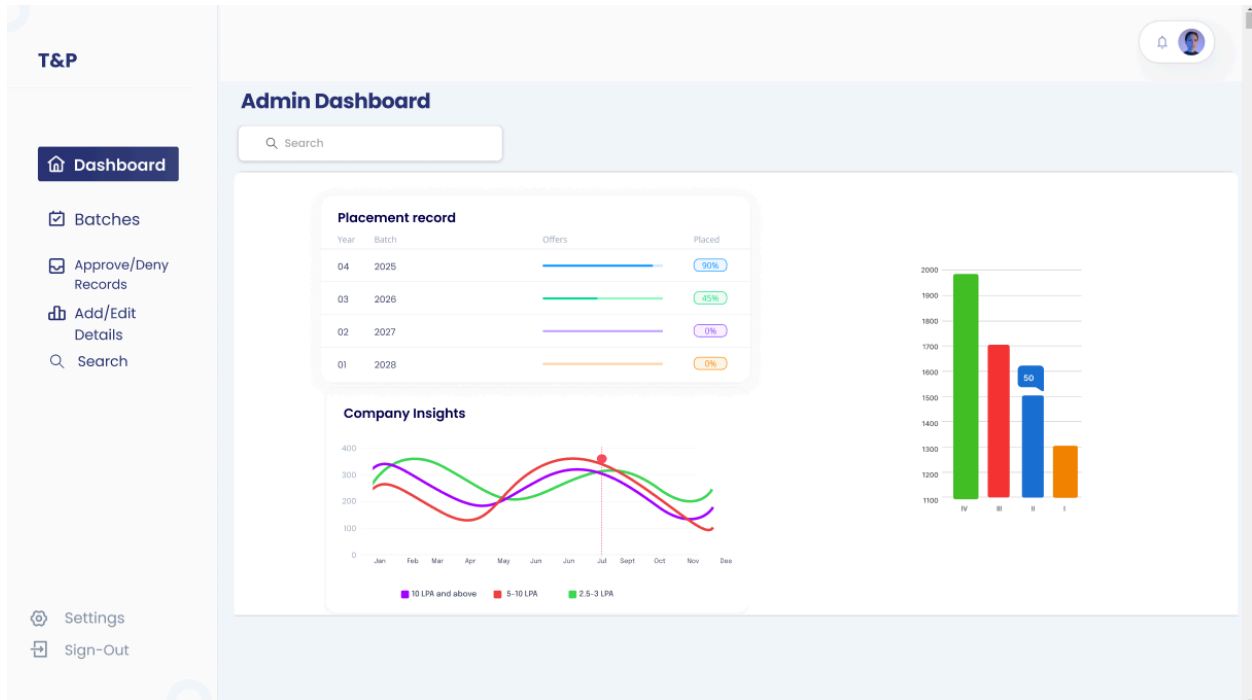 T&P
Dashboard
Batches
Approve/Deny
Records
Add/Edit
Details
Search
Settings
Sign-Out
Admin Dashboard
Search
Placement record
Year Batch Offers Placed
04 2025 90%
03 2026 45%
02 2027 0%
01 2028 0%
Company Insights
400
300
200
100
0
Jan Feb Mar Apr May Jun Jun Jul Sept Oct Nov Dea
10 LPA and above 5-10 LPA 2.5-3 LPA
2000
1900
1800
1700
1600
50
1500
1400
1300
1200
1100
IV III II I